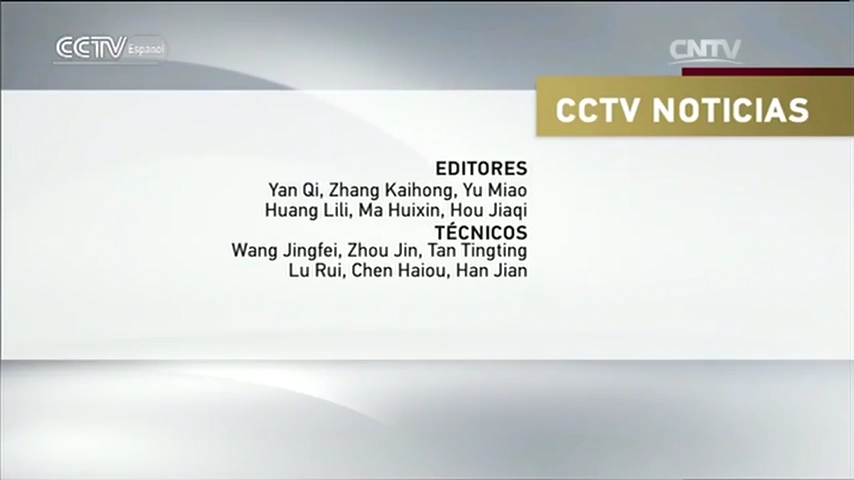 CCTV Español
CNTV
CCTV NOTICIAS
EDITORES
Yan Qi, Zhang Kaihong, Yu Miao
Huang Lili, Ma Huixin, Hou Jiaqi
TÉCNICOS
Wang Jingfei, Zhou Jin, Tan Tingting
Lu Rui, Chen Haiou, Han Jian